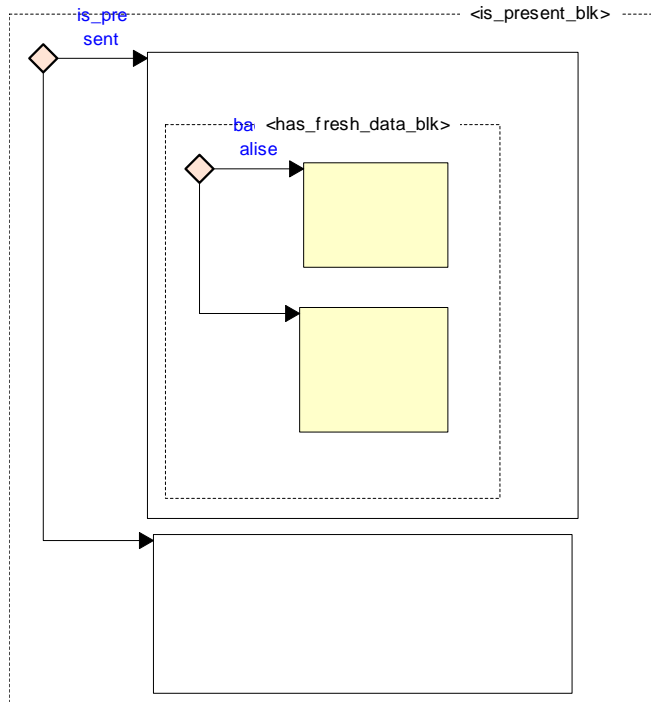 is_pre
sent
<is_present_blk>
ba
alise
<has_fresh_data_blk>